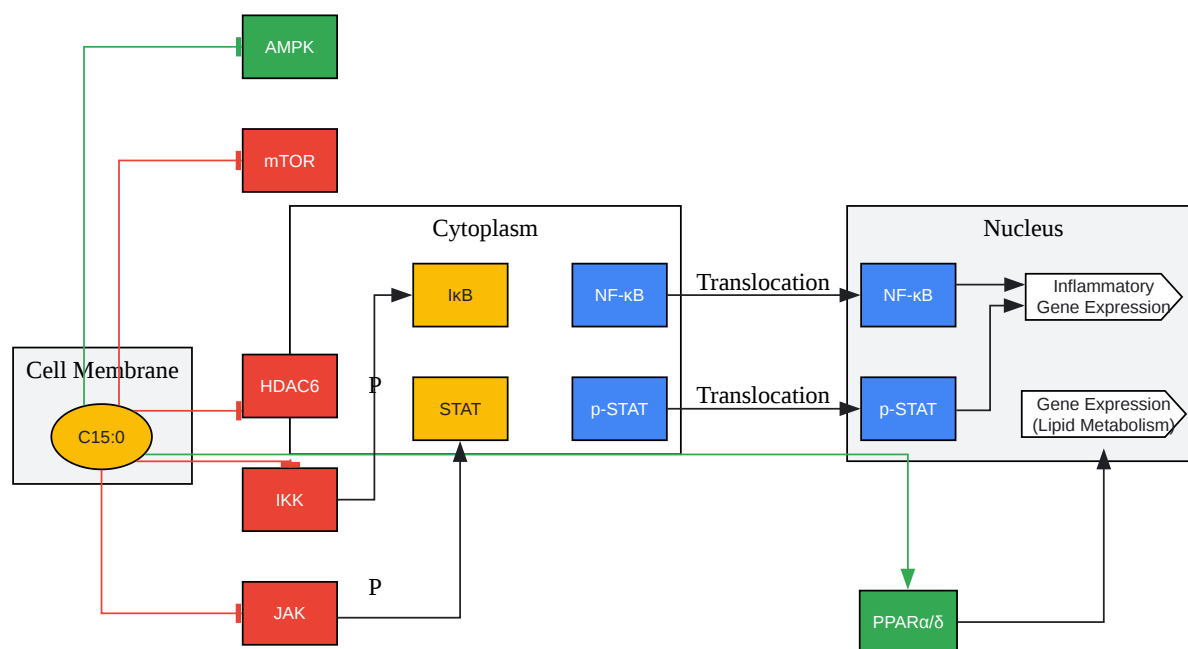 AMPK
mTOR
Cytoplasm
Nucleus
IκB
NF-κB
Translocation
NF-κB
Inflammatory
Gene Expression
Cell Membrane
HDAC6
P
STAT
p-STAT
Translocation
p-STAT
Gene Expression
(Lipid Metabolism)
C15:0
IKK
P
JAK
PPARα/δ